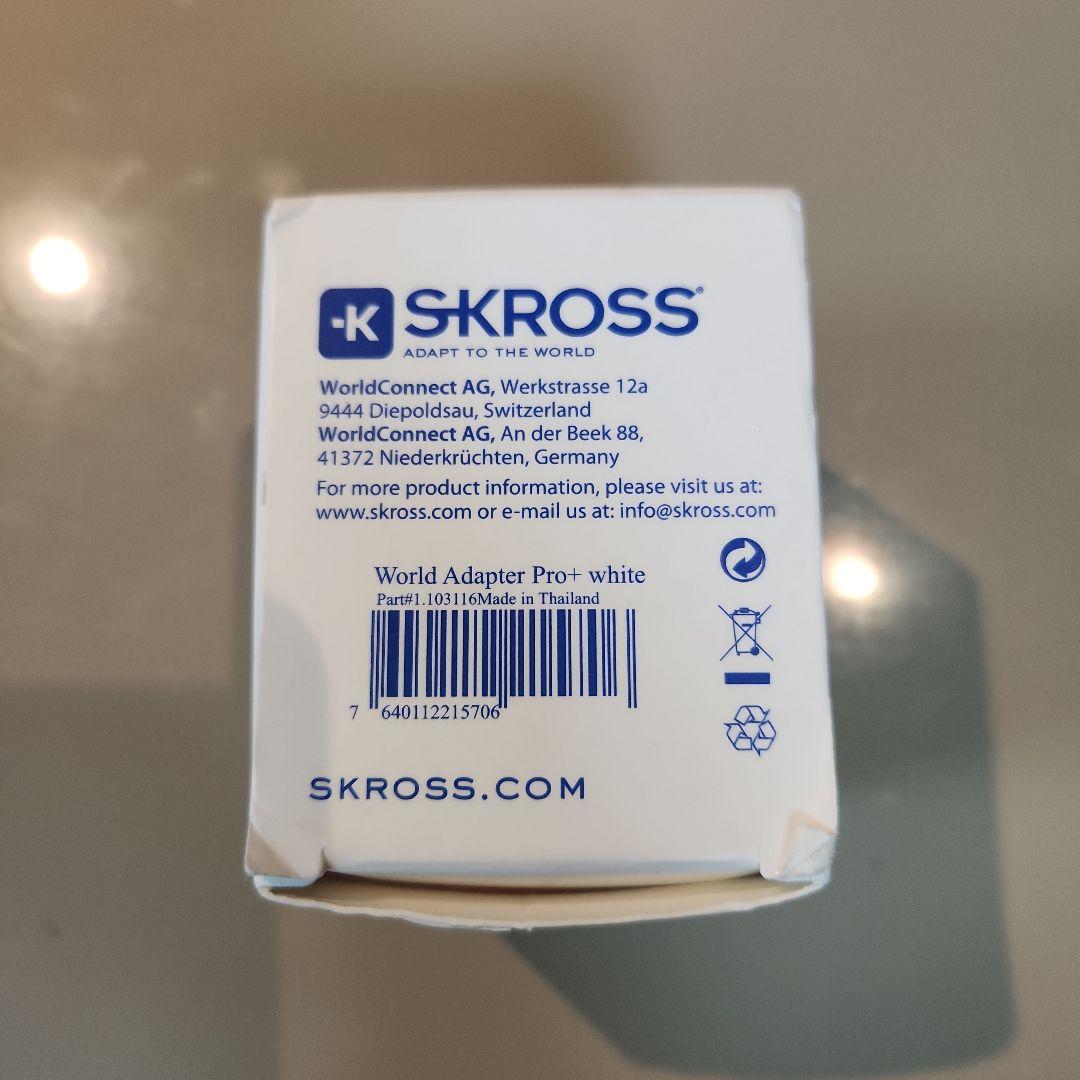 -K SKROSS®
ADAPT TO THE WORLD
WorldConnect AG, Werkstrasse 12a
9444 Diepoldsau, Switzerland
WorldConnect AG, An der Beek 88,
41372 Niederkrüchten, Germany
For more product information, please visit us at:
www.skross.com or e-mail us at: info@skross.com
World Adapter Pro+ white
Part#1.103116Made in Thailand
7 640112215706
SKROSS.COM